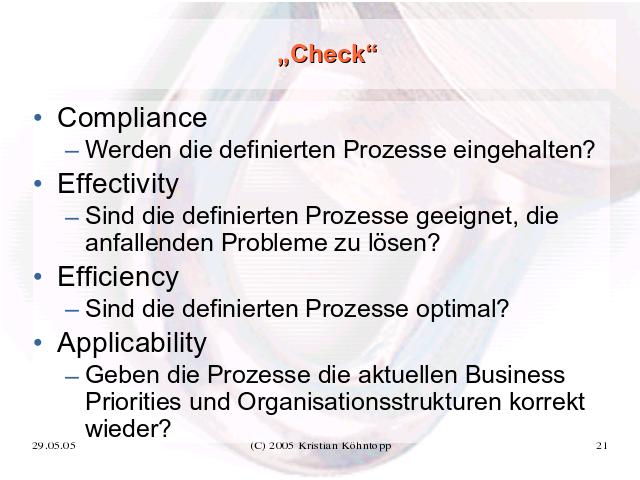 „Check“
• Compliance
– Werden die definierten Prozesse eingehalten?
• Effectivity
– Sind die definierten Prozesse geeignet, die
anfallenden Probleme zu lösen?
• Efficiency
– Sind die definierten Prozesse optimal?
• Applicability
– Geben die Prozesse die aktuellen Business
Priorities und Organisationsstrukturen korrekt
wieder?
29.05.05 (C) 2005 Kristian Köhntopp 21